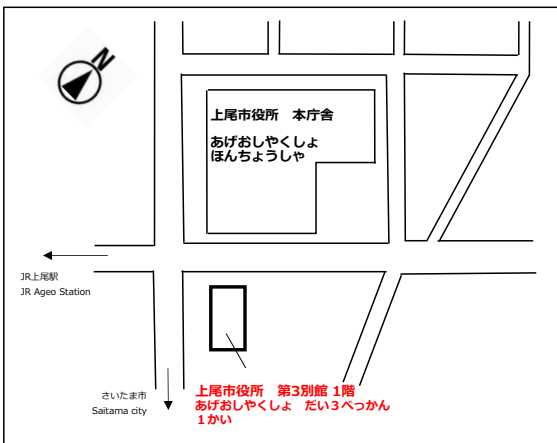 N
上尾市役所　本庁舎
あげおしやくしょ
ほんちょうしゃ
JR上尾駅
JR Ageo Station
さいたま市
Saitama city
上尾市役所　第3別館 1階
あげおしやくしょ　だい３べっかん
１かい